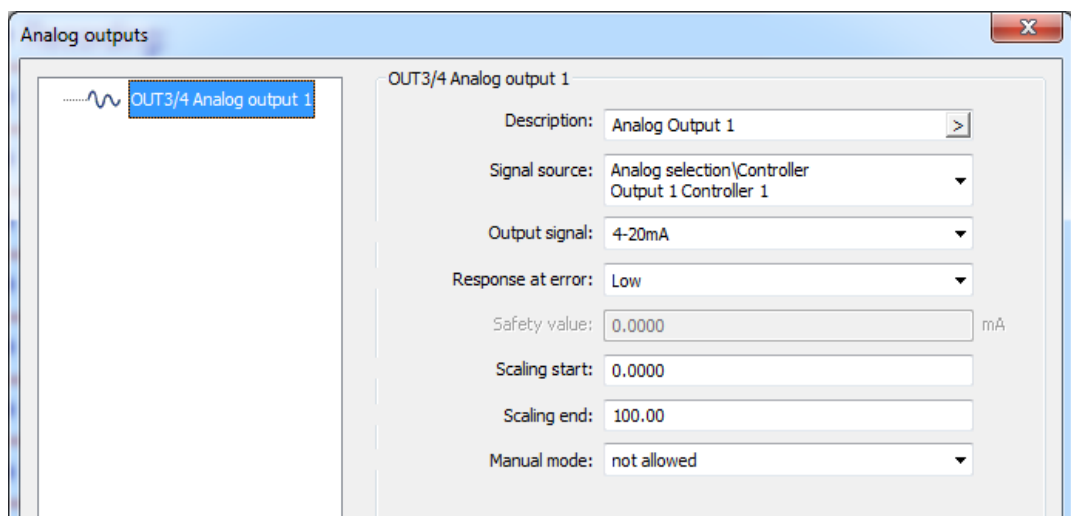 Analog outputs
X
OUT3/4 Analog output 1
OUT3/4 Analog output 1
Description: Analog Output 1 >
Signal source: Analog selection\Controller
Output 1 Controller 1
Output signal: 4-20mA
Response at error: Low
Safety value: 0.0000 mA
Scaling start: 0.0000
Scaling end: 100.00
Manual mode: not allowed